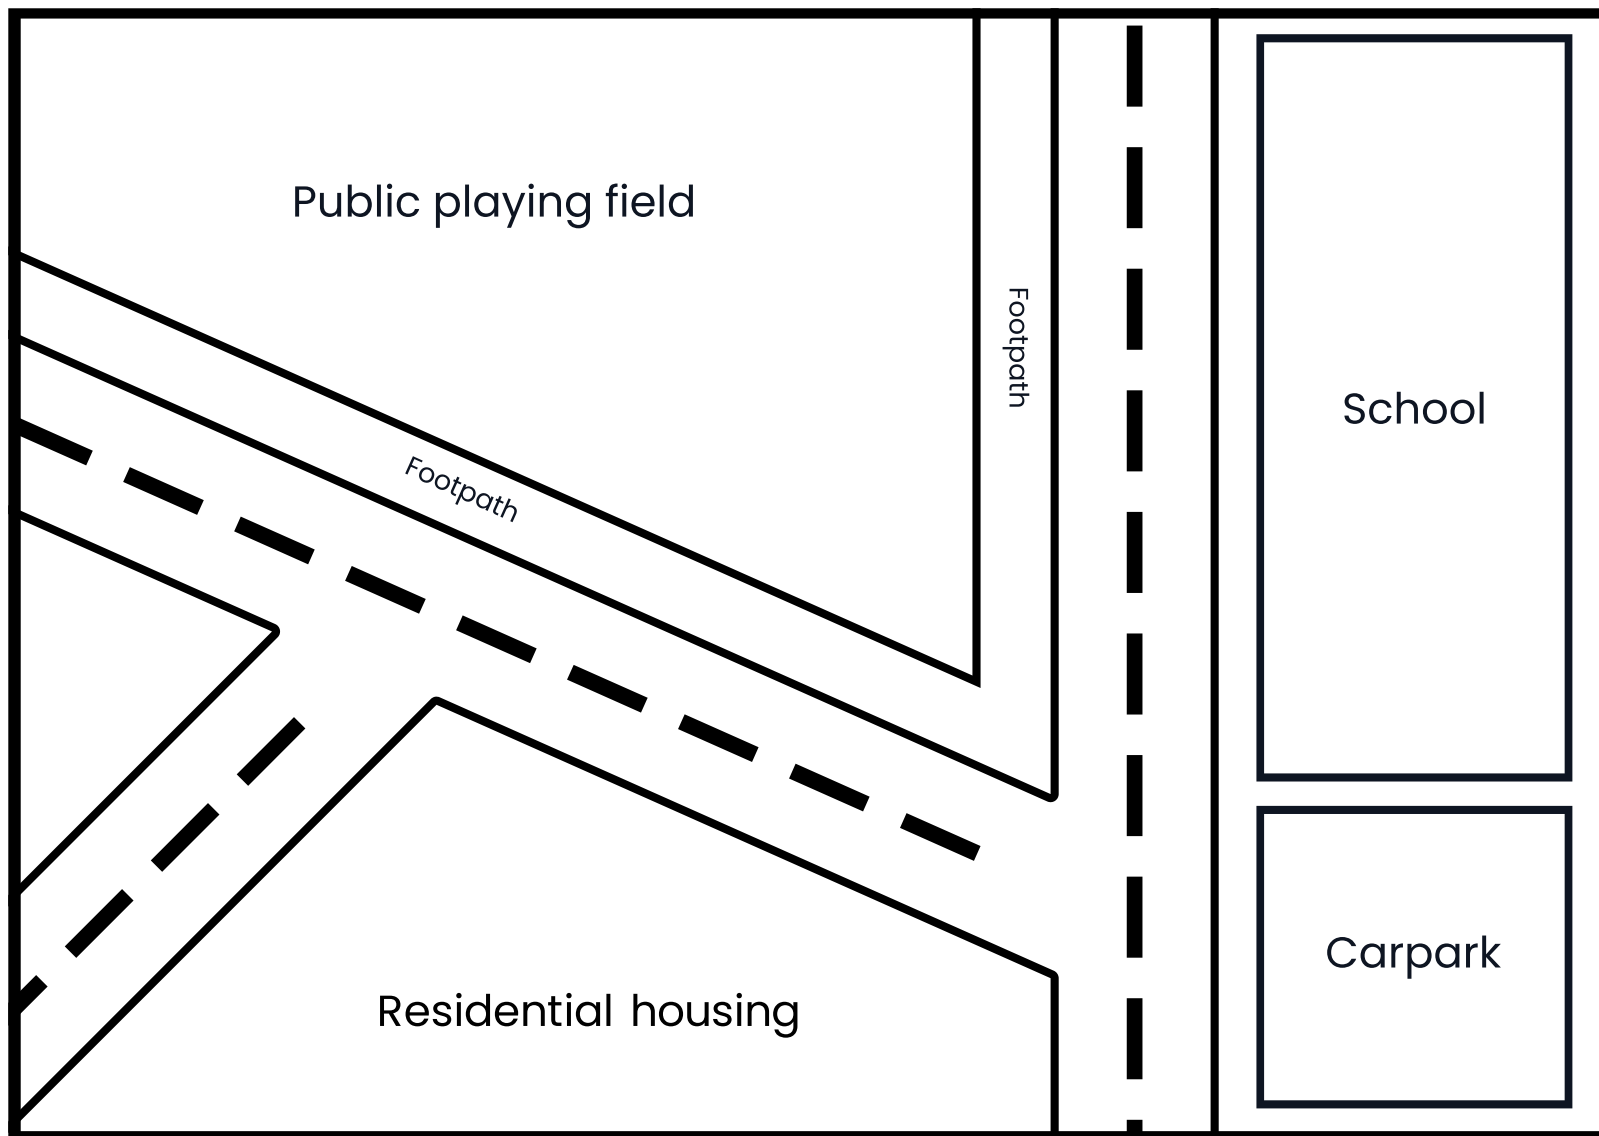 Public playing field
Footpath
School
Footpath
Carpark
Residential housing